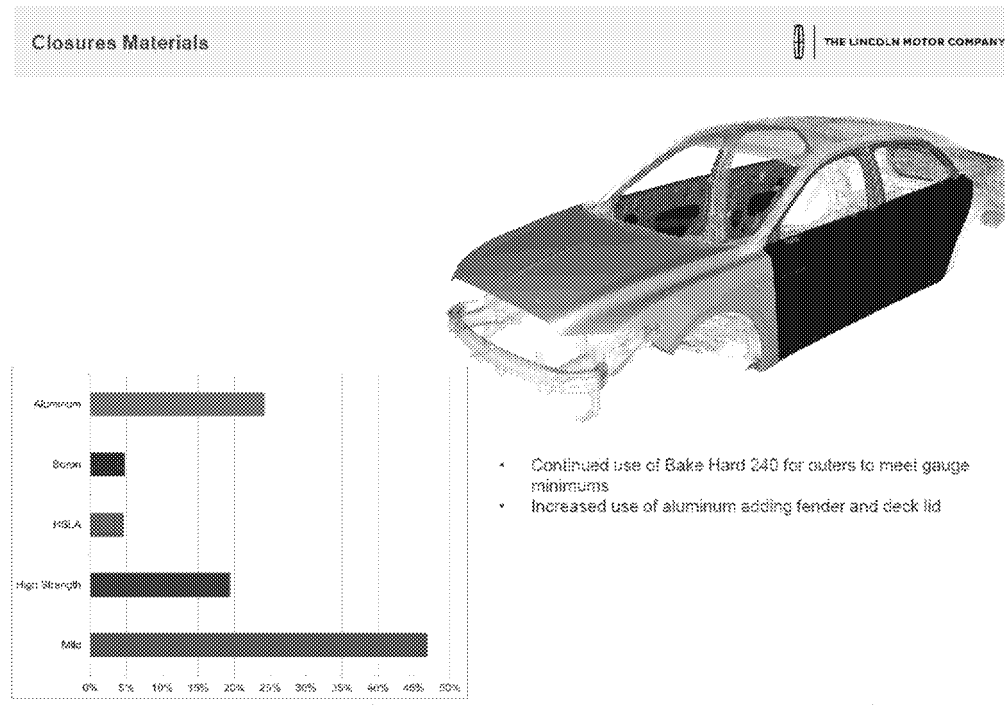 Closures Materials
THE LINCOLN MOTOR COMPANY
Aluminum
Boron
HSLA
High Strength
Mild
0% 5% 10% 15% 20% 25% 30% 35% 40% 45% 50%
• Continued use of Bake Hard 240 for outers to meet gauge
minimums
• Increased use of aluminum adding fender and deck lid